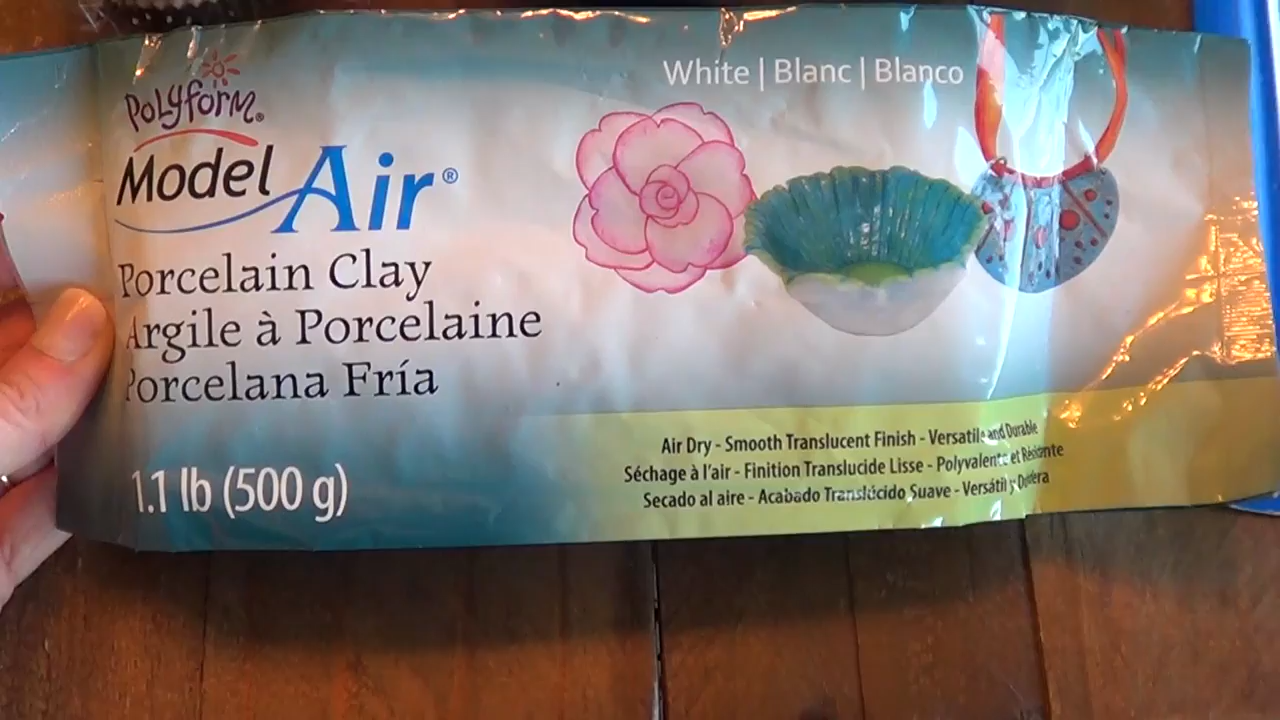 White | Blanc | Blanco
Polyform®
Model Air®
Porcelain Clay
Argile à Porcelaine
Porcelana Fría
1.1 lb (500 g)
Air Dry - Smooth Translucent Finish - Versatile and Durable
Séchage à l'air - Finition Translucide Lisse - Polyvalente et
Secado al aire - Acabado Translúcido Suave - Versátil y